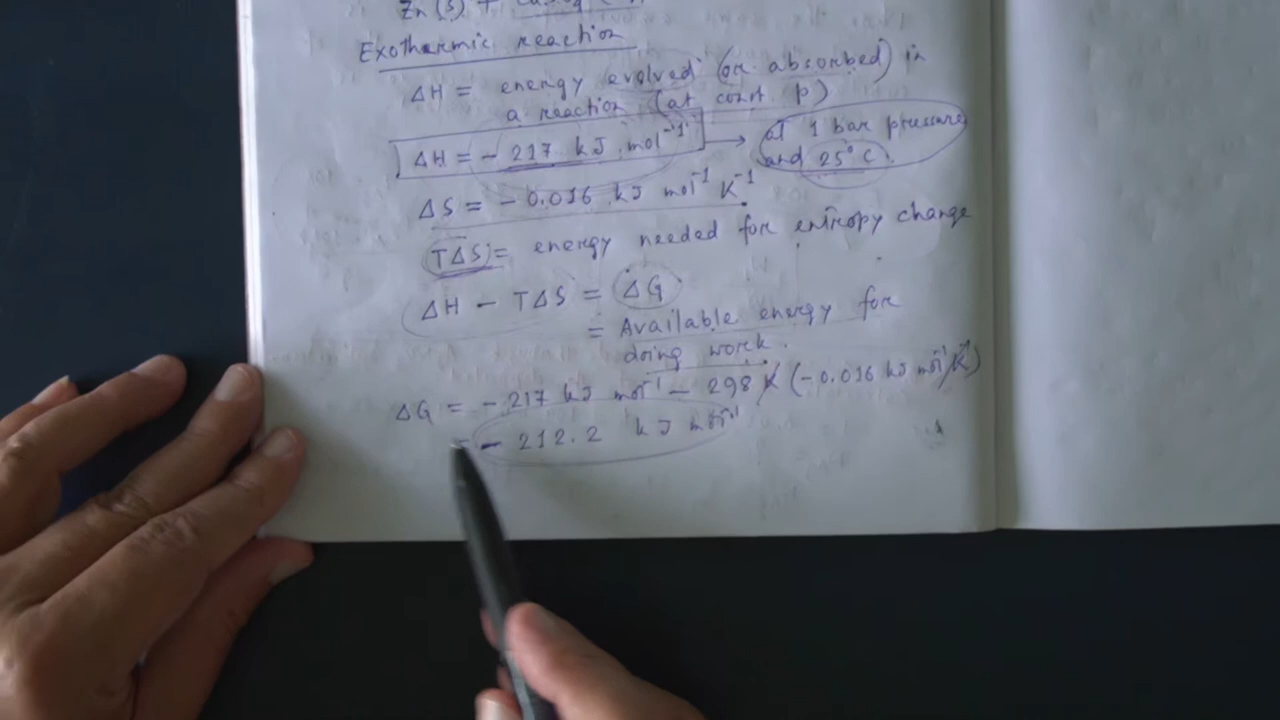 Zn (s) +
Exothermic reaction
ΔH = energy evolved (or absorbed) in
a reaction (at const. p)
ΔH = - 217 kJ mol⁻¹ → at 1 bar pressure
and 25°C.
ΔS = - 0.016 kJ mol⁻¹ K⁻¹
TΔS = energy needed for entropy change
ΔH - TΔS = ΔG
= Available energy for
doing work.
ΔG = - 217 kJ mol⁻¹ - 298 K (-0.016 kJ mol⁻¹ K⁻¹)
= - 212.2 kJ mol⁻¹